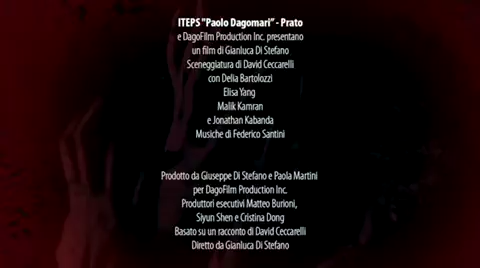 ITEPS "Paolo Dagomari" - Prato
e DagoFilm Production Inc. presentano
un film di Gianluca Di Stefano
Sceneggiatura di David Ceccarelli
con Delia Bartolozzi
Elisa Yang
Malik Kamran
e Jonathan Kabanda
Musiche di Federico Santini
Prodotto da Giuseppe Di Stefano e Paola Martini
per DagoFilm Production Inc.
Produttori esecutivi Matteo Burioni,
Siyun Shen e Cristina Dong
Basato su un racconto di David Ceccarelli
Diretto da Gianluca Di Stefano